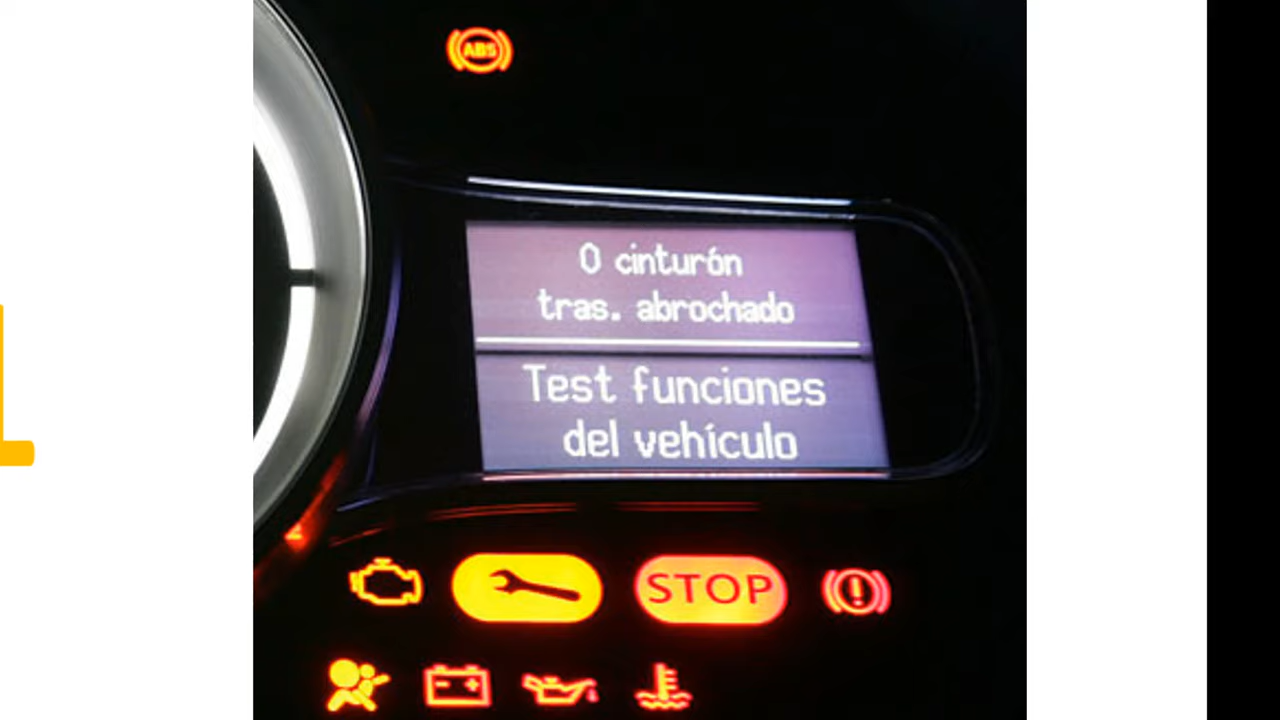 ABS
0 cinturón
tras. abrochado
Test funciones
del vehículo
STOP